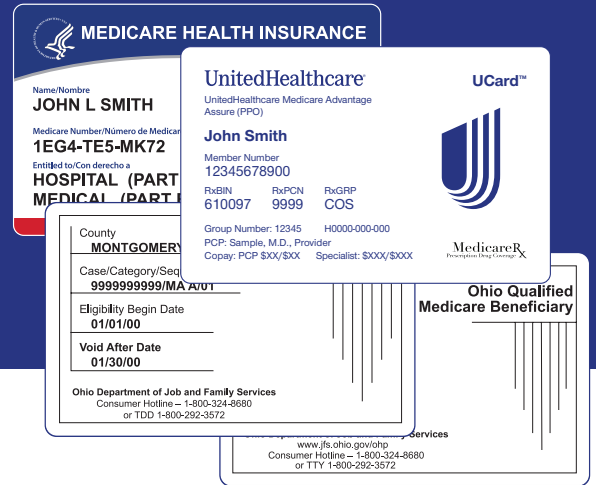 MEDICARE HEALTH INSURANCE
Name/Nombre
JOHN L SMITH
Medicare Number/Número de
1EG4-TE5-MK72
Entitled to/Con derecho a
HOSPITAL (PART
MEDICAL (PART
UnitedHealthcare®
UCard™
UnitedHealthcare Medicare Advantage
Assure (PPO)
John Smith
Member Number
12345678900
RxBIN RxPCN RxGRP
610097 9999 COS
Group Number: 12345 H0000-000-000
PCP: Sample, M.D., Provider
Copay: PCP $XX/$XX Specialist: $XXX/$XXX
MedicareRx
Prescription Drug Coverage
County
MONTGOMERY
Case/Category/Seq
9999999999/MA A/01
Eligibility Begin Date
01/01/00
Void After Date
01/30/00
Ohio Department of Job and Family Services
Consumer Hotline – 1-800-324-8680
or TDD 1-800-292-3572
Ohio Qualified
Medicare Beneficiary
Services
www.jfs.ohio.gov/ohp
Consumer Hotline – 1-800-324-8680
or TTY 1-800-292-3572